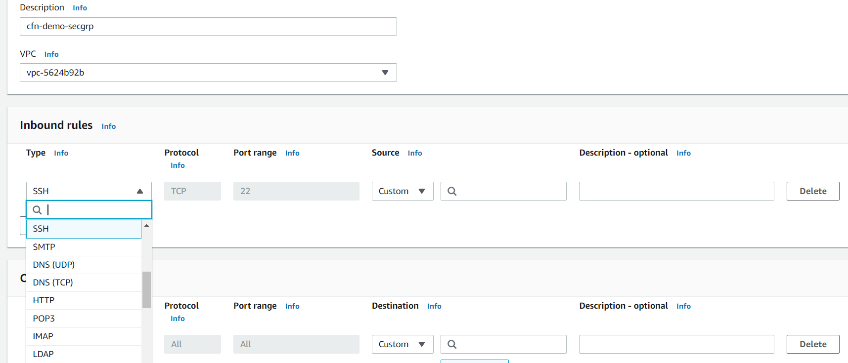 Description Info
cfn-demo-secgrp
VPC Info
vpc-5624b92b
Inbound rules Info
Type Info Protocol Info Port range Info Source Info Description - optional Info
SSH TCP 22 Custom Delete
SSH
SMTP
DNS (UDP)
DNS (TCP)
HTTP
POP3
IMAP
LDAP
Protocol Info Port range Info Destination Info Description - optional Info
All All Custom Delete